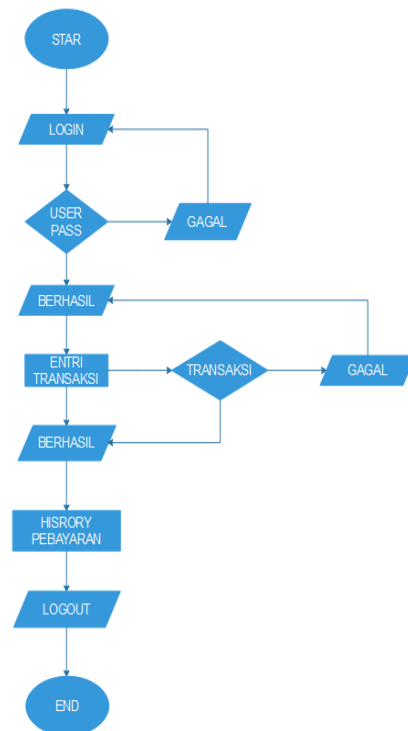 STAR
LOGIN
USER
PASS
GAGAL
BERHASIL
ENTRI
TRANSAKSI
TRANSAKSI
GAGAL
BERHASIL
HISRORY
PEBAYARAN
LOGOUT
END